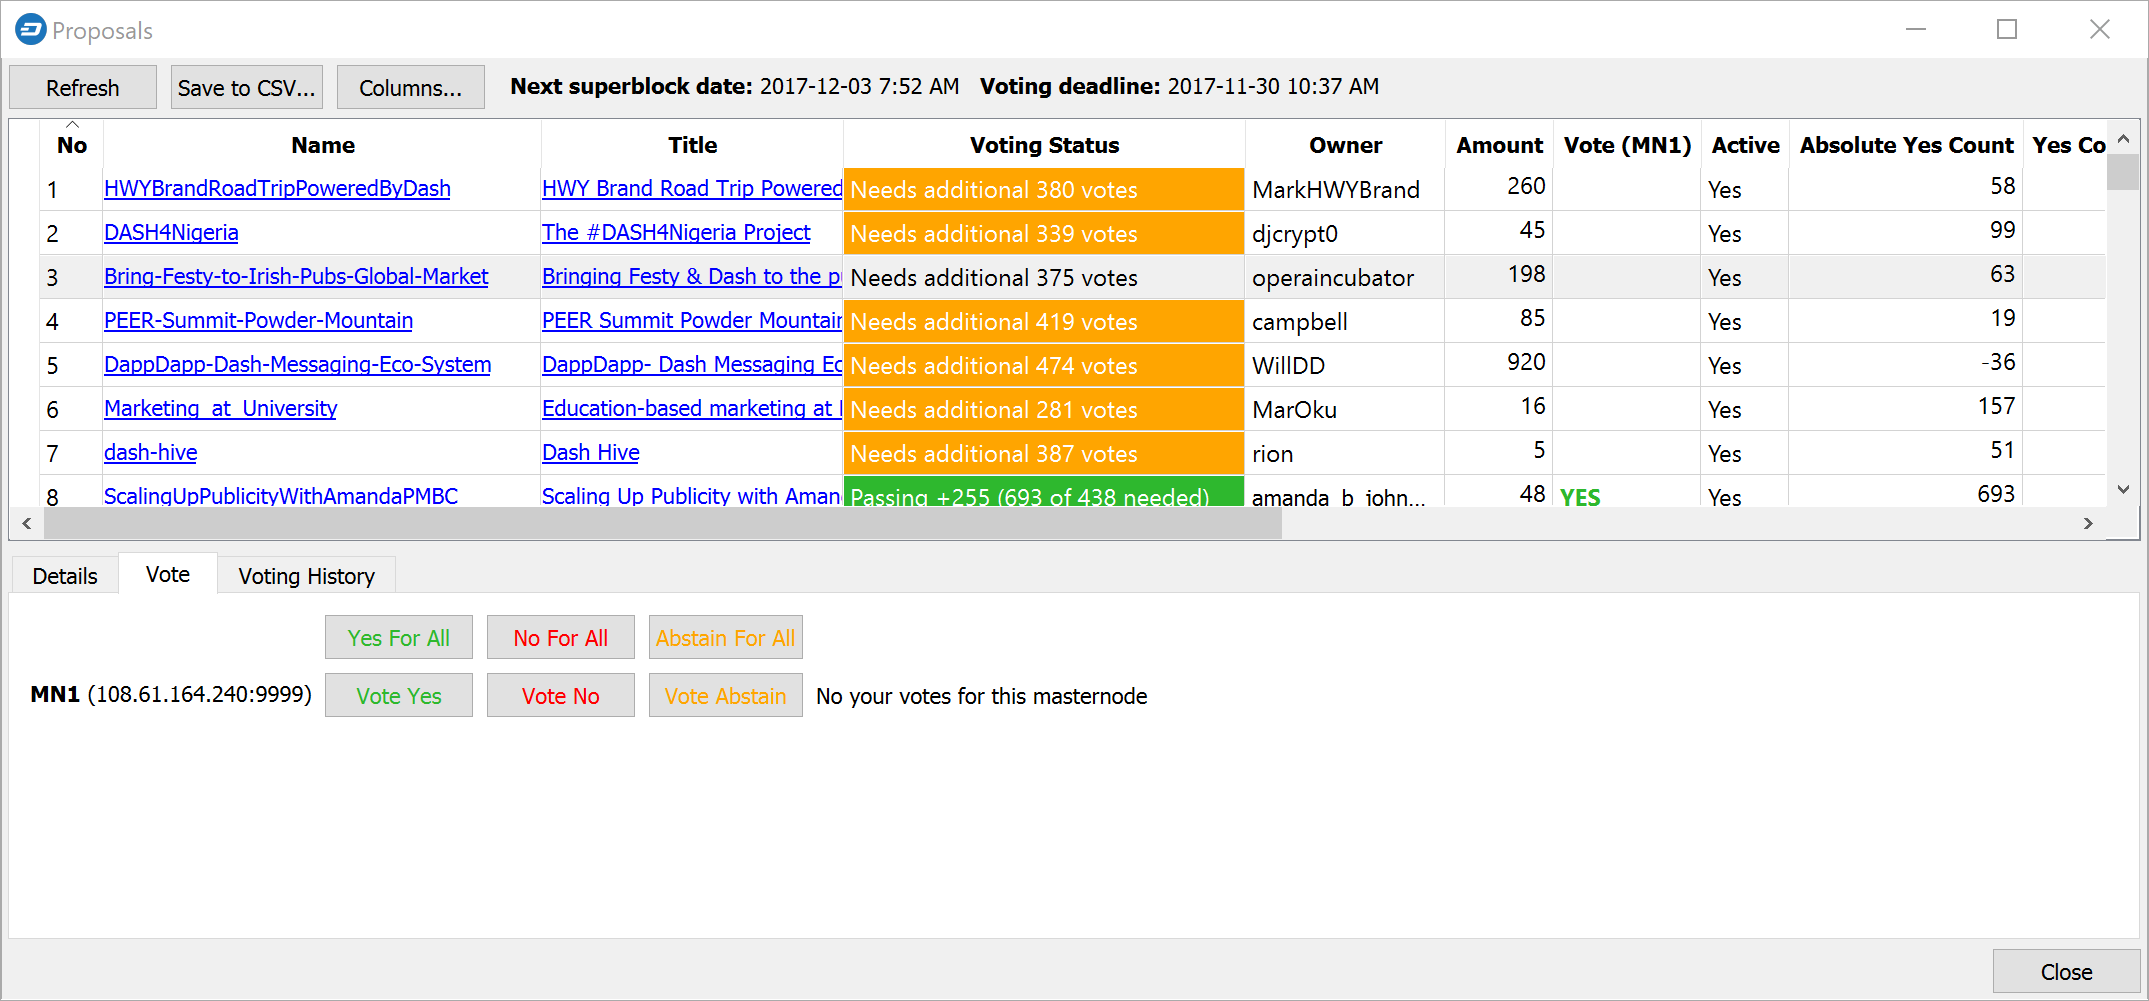 Proposals
Refresh Save to CSV... Columns... Next superblock date: 2017-12-03 7:52 AM Voting deadline: 2017-11-30 10:37 AM
No Name Title Voting Status Owner Amount Vote (MN1) Active Absolute Yes Count Yes Co
1 HWYBrandRoadTripPoweredByDash HWY Brand Road Trip Powered Needs additional 380 votes MarkHWYBrand 260 Yes 58
2 DASH4Nigeria The #DASH4Nigeria Project Needs additional 339 votes djcrypt0 45 Yes 99
3 Bring-Festy-to-Irish-Pubs-Global-Market Bringing Festy & Dash to the pu Needs additional 375 votes operaincubator 198 Yes 63
4 PEER-Summit-Powder-Mountain PEER Summit Powder Mountain Needs additional 419 votes campbell 85 Yes 19
5 DappDapp-Dash-Messaging-Eco-System DappDapp- Dash Messaging Ec Needs additional 474 votes WillDD 920 Yes -36
6 Marketing_at_University Education-based marketing at Needs additional 281 votes MarOku 16 Yes 157
7 dash-hive Dash Hive Needs additional 387 votes rion 5 Yes 51
8 ScalingUpPublicityWithAmandaPMBC Scaling Up Publicity with Aman Passing +255 (693 of 438 needed) amanda_b_john... 48 YES Yes 693
Details Vote Voting History
Yes For All No For All Abstain For All
MN1 (108.61.164.240:9999) Vote Yes Vote No Vote Abstain No your votes for this masternode
Close